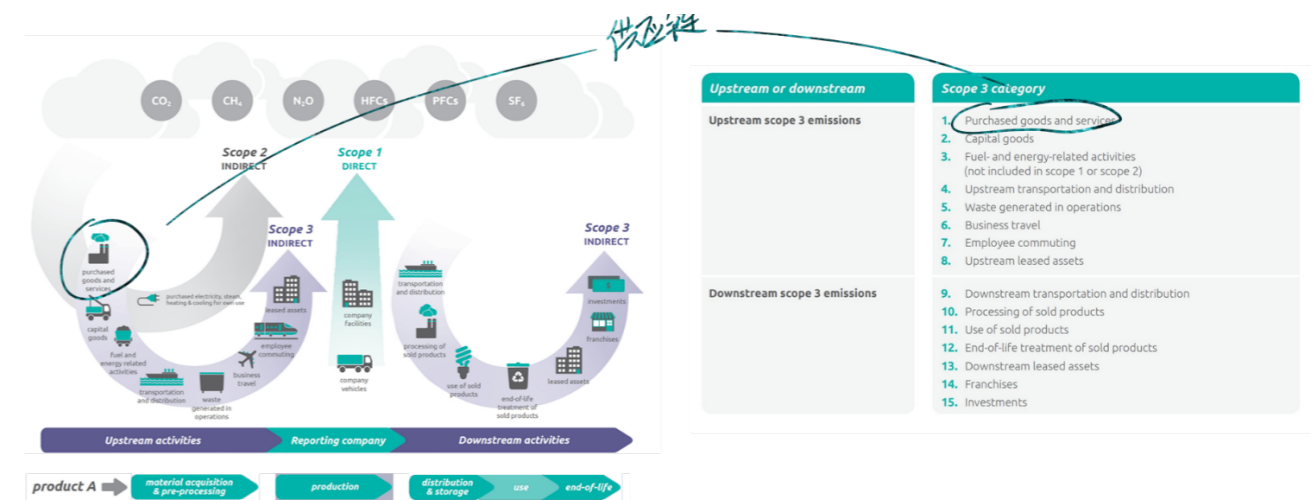 CO₂
CH₄
N₂O
HFCs
PFCs
SF₆
Scope 2
INDIRECT
Scope 1
DIRECT
Scope 3
INDIRECT
Scope 3
INDIRECT
purchased
goods and
services
purchased electricity, steam,
heating & cooling for own use
capital
goods
fuel and
energy related
activities
transportation
and distribution
waste
generated in
operations
business
travel
employee
commuting
leased assets
company
facilities
company
vehicles
transportation
and distribution
processing of
sold products
use of sold
products
end-of-life
treatment of
sold products
leased assets
franchises
investments
Upstream activities
Reporting company
Downstream activities
product A
material acquisition
& pre-processing
production
distribution
& storage
use
end-of-life
Upstream or downstream
Scope 3 category
Upstream scope 3 emissions
1. Purchased goods and services
2. Capital goods
3. Fuel- and energy-related activities
(not included in scope 1 or scope 2)
4. Upstream transportation and distribution
5. Waste generated in operations
6. Business travel
7. Employee commuting
8. Upstream leased assets
Downstream scope 3 emissions
9. Downstream transportation and distribution
10. Processing of sold products
11. Use of sold products
12. End-of-life treatment of sold products
13. Downstream leased assets
14. Franchises
15. Investments